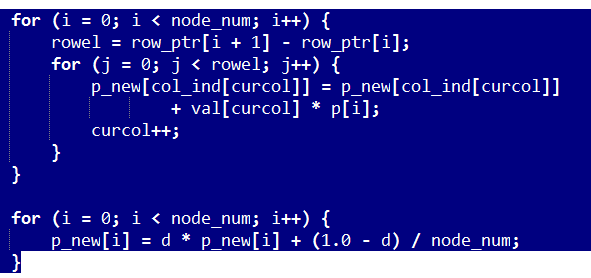 for (i = 0; i < node_num; i++) {
    rowel = row_ptr[i + 1] - row_ptr[i];
    for (j = 0; j < rowel; j++) {
        p_new[col_ind[curcol]] = p_new[col_ind[curcol]]
                + val[curcol] * p[i];
        curcol++;
    }
}

for (i = 0; i < node_num; i++) {
    p_new[i] = d * p_new[i] + (1.0 - d) / node_num;
}